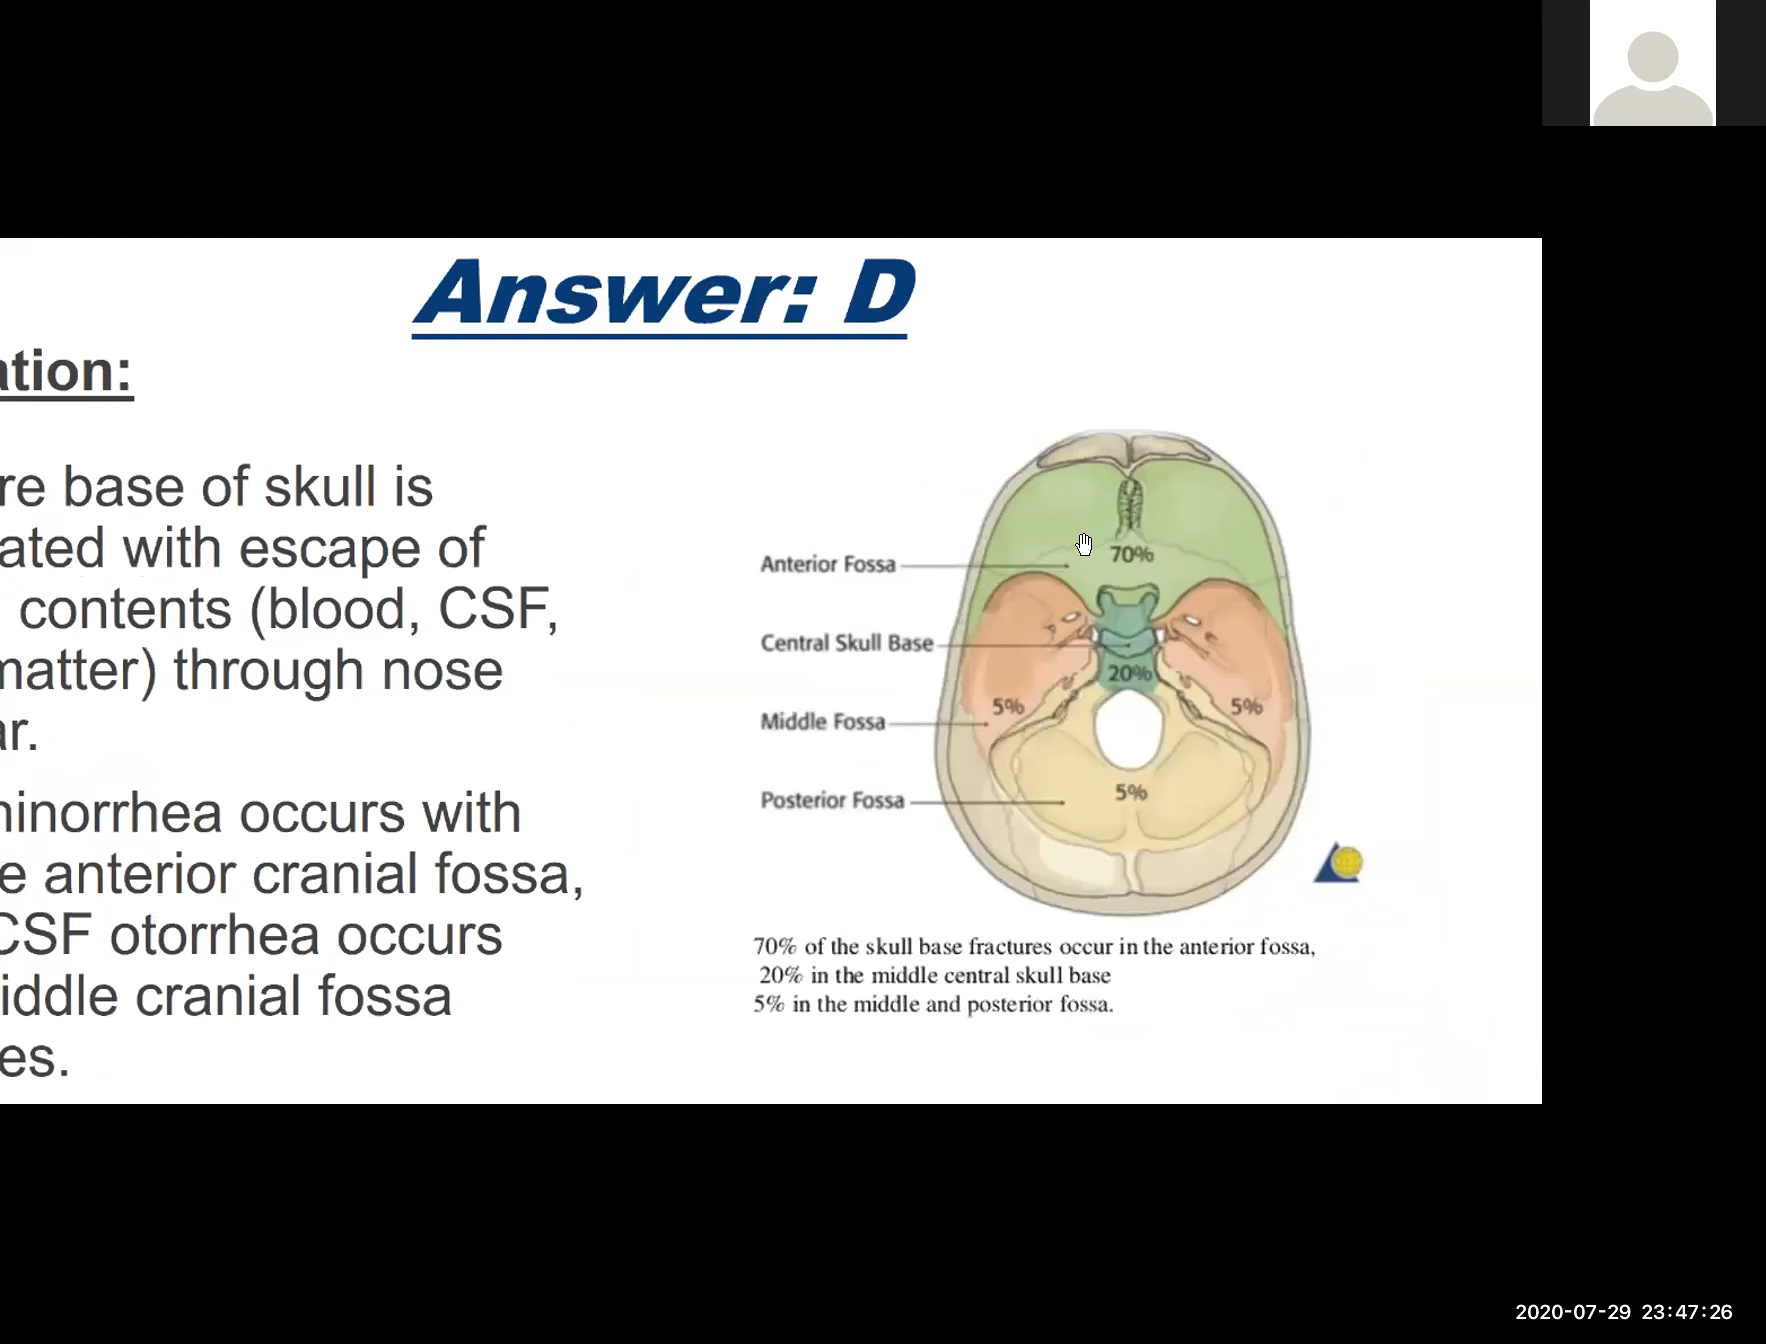 Answer: D
ation:
re base of skull is
ated with escape of
contents (blood, CSF,
matter) through nose
ar.
hinorrhea occurs with
e anterior cranial fossa,
CSF otorrhea occurs
iddle cranial fossa
es.
Anterior Fossa
70%
Central Skull Base
20%
5%
5%
Middle Fossa
5%
Posterior Fossa
70% of the skull base fractures occur in the anterior fossa,
20% in the middle central skull base
5% in the middle and posterior fossa.
2020-07-29 23:47:26